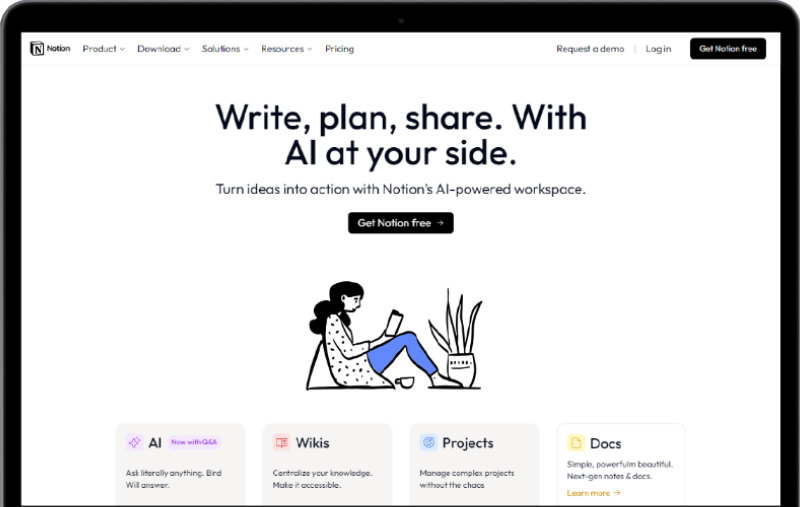 Notion Product Download Solutions Resources Pricing Request a demo Log in Get Notion free
Write, plan, share. With
AI at your side.
Turn ideas into action with Notion's AI-powered workspace.
Get Notion free →
AI Now with Q&A
Ask literally anything. Bird
Will answer.
Wikis
Centralize your knowledge.
Make it accessible.
Projects
Manage complex projects
without the chaos
Docs
Simple, powerfulm beautiful.
Next-gen notes & docs.
Learn more →